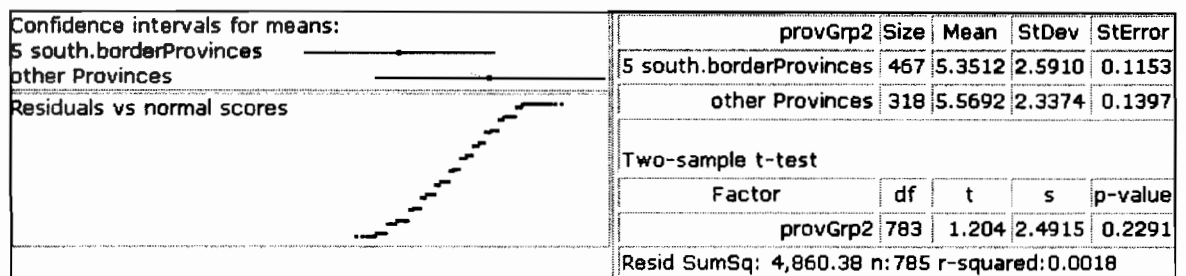 Confidence intervals for means:
5 south.borderProvinces
other Provinces
Residuals vs normal scores
provGrp2 Size Mean StDev StError
5 south.borderProvinces 467 5.3512 2.5910 0.1153
other Provinces 318 5.5692 2.3374 0.1397
Two-sample t-test
Factor df t s p-value
provGrp2 783 1.204 2.4915 0.2291
Resid SumSq: 4,860.38 n:785 r-squared:0.0018